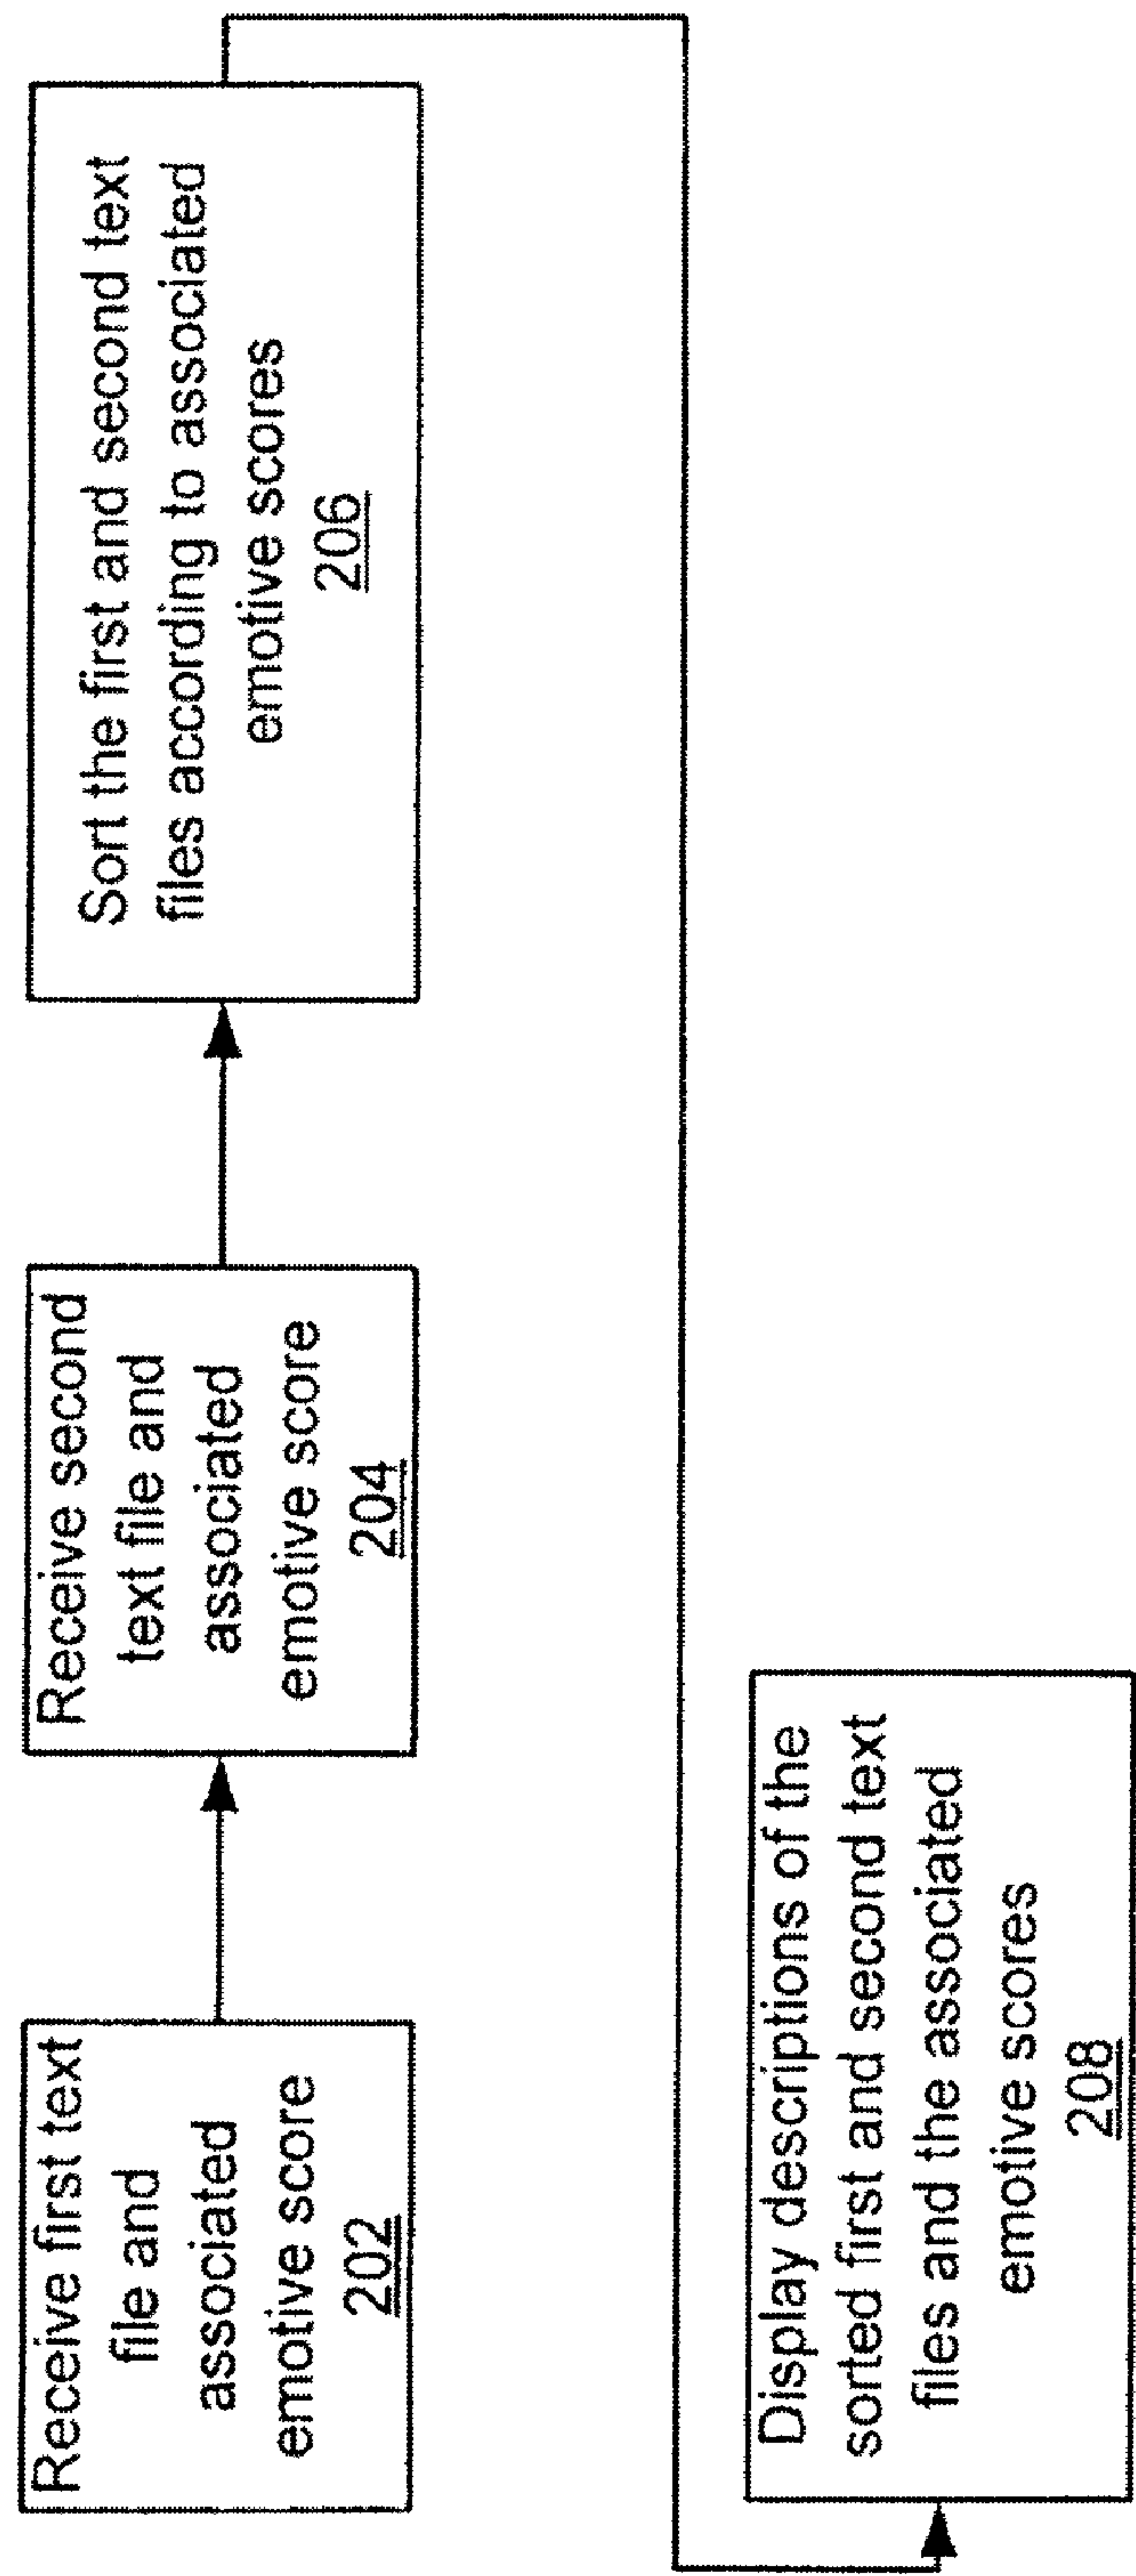 Receive first text
file and
associated
emotive score
202
Receive second
text file and
associated
emotive score
204
Sort the first and second text
files according to associated
emotive scores
206
Display descriptions of the
sorted first and second text
files and the associated
emotive scores
208